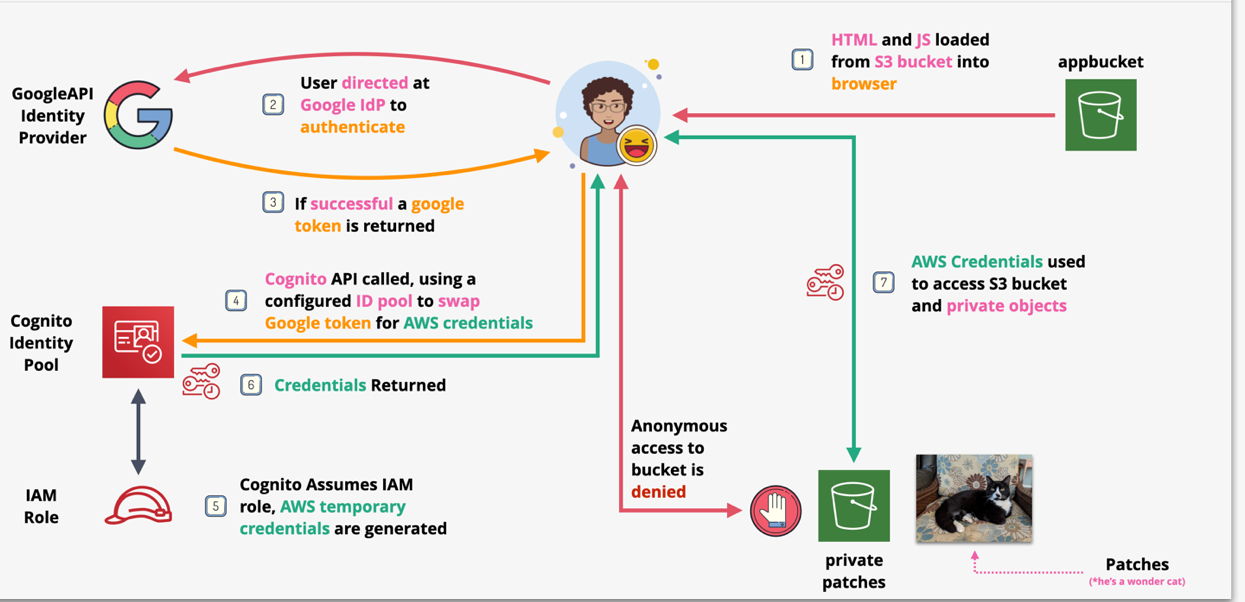 1
HTML and JS loaded
from S3 bucket into
browser
appbucket
GoogleAPI
Identity
Provider
2
User directed at
Google IdP to
authenticate
3
If successful a google
token is returned
4
Cognito API called, using a
configured ID pool to swap
Google token for AWS credentials
7
AWS Credentials used
to access S3 bucket
and private objects
Cognito
Identity
Pool
6
Credentials Returned
Anonymous
access to
bucket is
denied
IAM
Role
5
Cognito Assumes IAM
role, AWS temporary
credentials are generated
private
patches
Patches
(*he's a wonder cat)